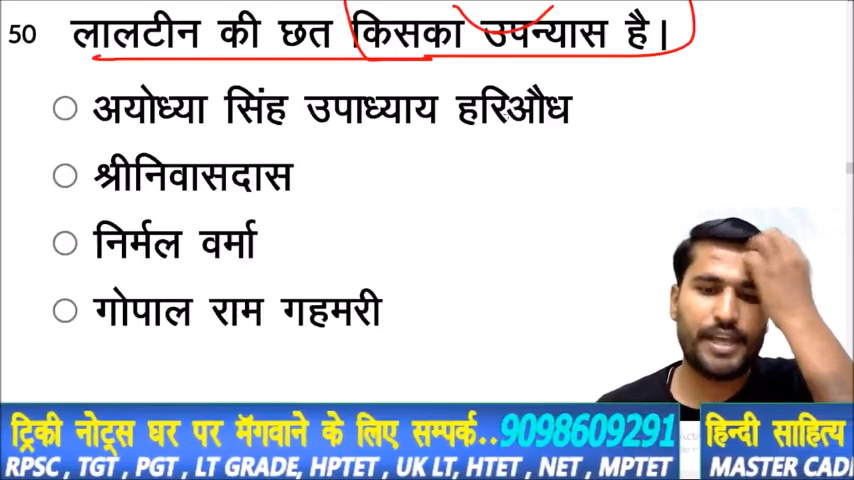 50 लालटीन की छत किसका उपन्यास है।
अयोध्या सिंह उपाध्याय हरिऔध
श्रीनिवासदास
निर्मल वर्मा
गोपाल राम गहमरी
ट्रिकी नोट्स घर पर मॅगवाने के लिए सम्पर्क..9098609291
हिन्दी साहित्य
RPSC , TGT , PGT , LT GRADE, HPTET , UK LT, HTET , NET , MPTET
MASTER CADI